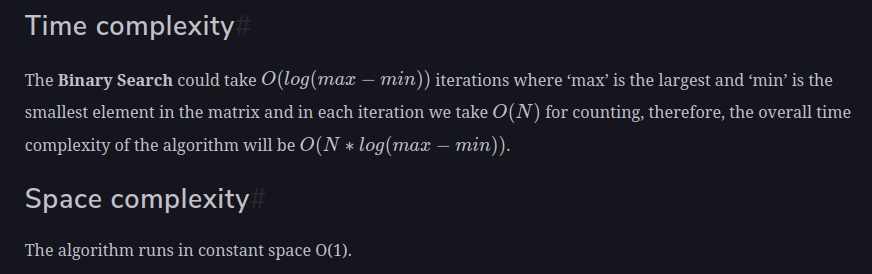 Time complexity#
The Binary Search could take O(log(max − min)) iterations where ‘max’ is the largest and ‘min’ is the
smallest element in the matrix and in each iteration we take O(N) for counting, therefore, the overall time
complexity of the algorithm will be O(N ∗ log(max − min)).
Space complexity#
The algorithm runs in constant space O(1).